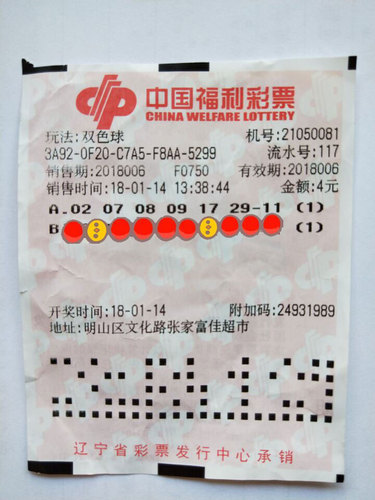 中国福利彩票
CHINA WELFARE LOTTERY
玩法:双色球 机号:21050081
3A92-0F20-C7A5-F8AA-5299 流水号:117
销售期:2018006 F0750 有效期:2018006
销售时间:18-01-14 13:38:44 金额:4元
A.02 07 08 09 17 29-11 (1)
B (1)
开奖时间:18-01-14 附加码:24931989
地址:明山区文化路张家富佳超市
辽宁省彩票发行中心承销